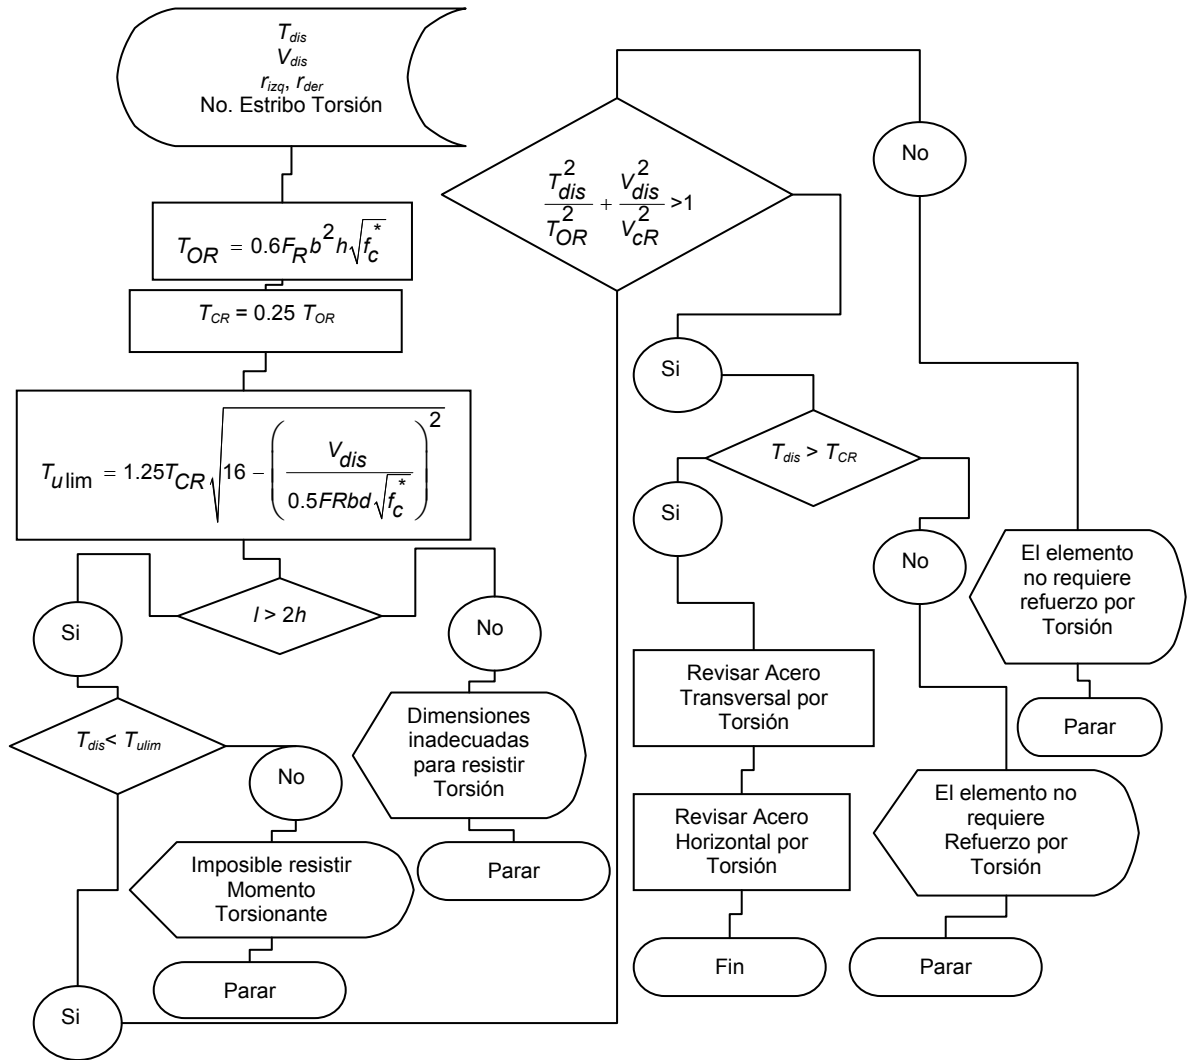 T_dis
V_dis
r_izq, r_der
No. Estribo Torsión
T_OR = 0.6F_R b^2 h√f_c^*
T_CR = 0.25 T_OR
T_ulim = 1.25T_CR √(16 − (V_dis / (0.5FRbd√f_c^*))^2)
l > 2h
Si
No
T_dis< T_ulim
Dimensiones
inadecuadas
para resistir
Torsión
No
Parar
Imposible resistir
Momento
Torsionante
Parar
Si
T_dis^2 / T_OR^2 + V_dis^2 / V_cR^2 >1
No
Si
T_dis > T_CR
Si
No
El elemento
no requiere
refuerzo por
Torsión
Parar
Revisar Acero
Transversal por
Torsión
Revisar Acero
Horizontal por
Torsión
Fin
El elemento no
requiere
Refuerzo por
Torsión
Parar